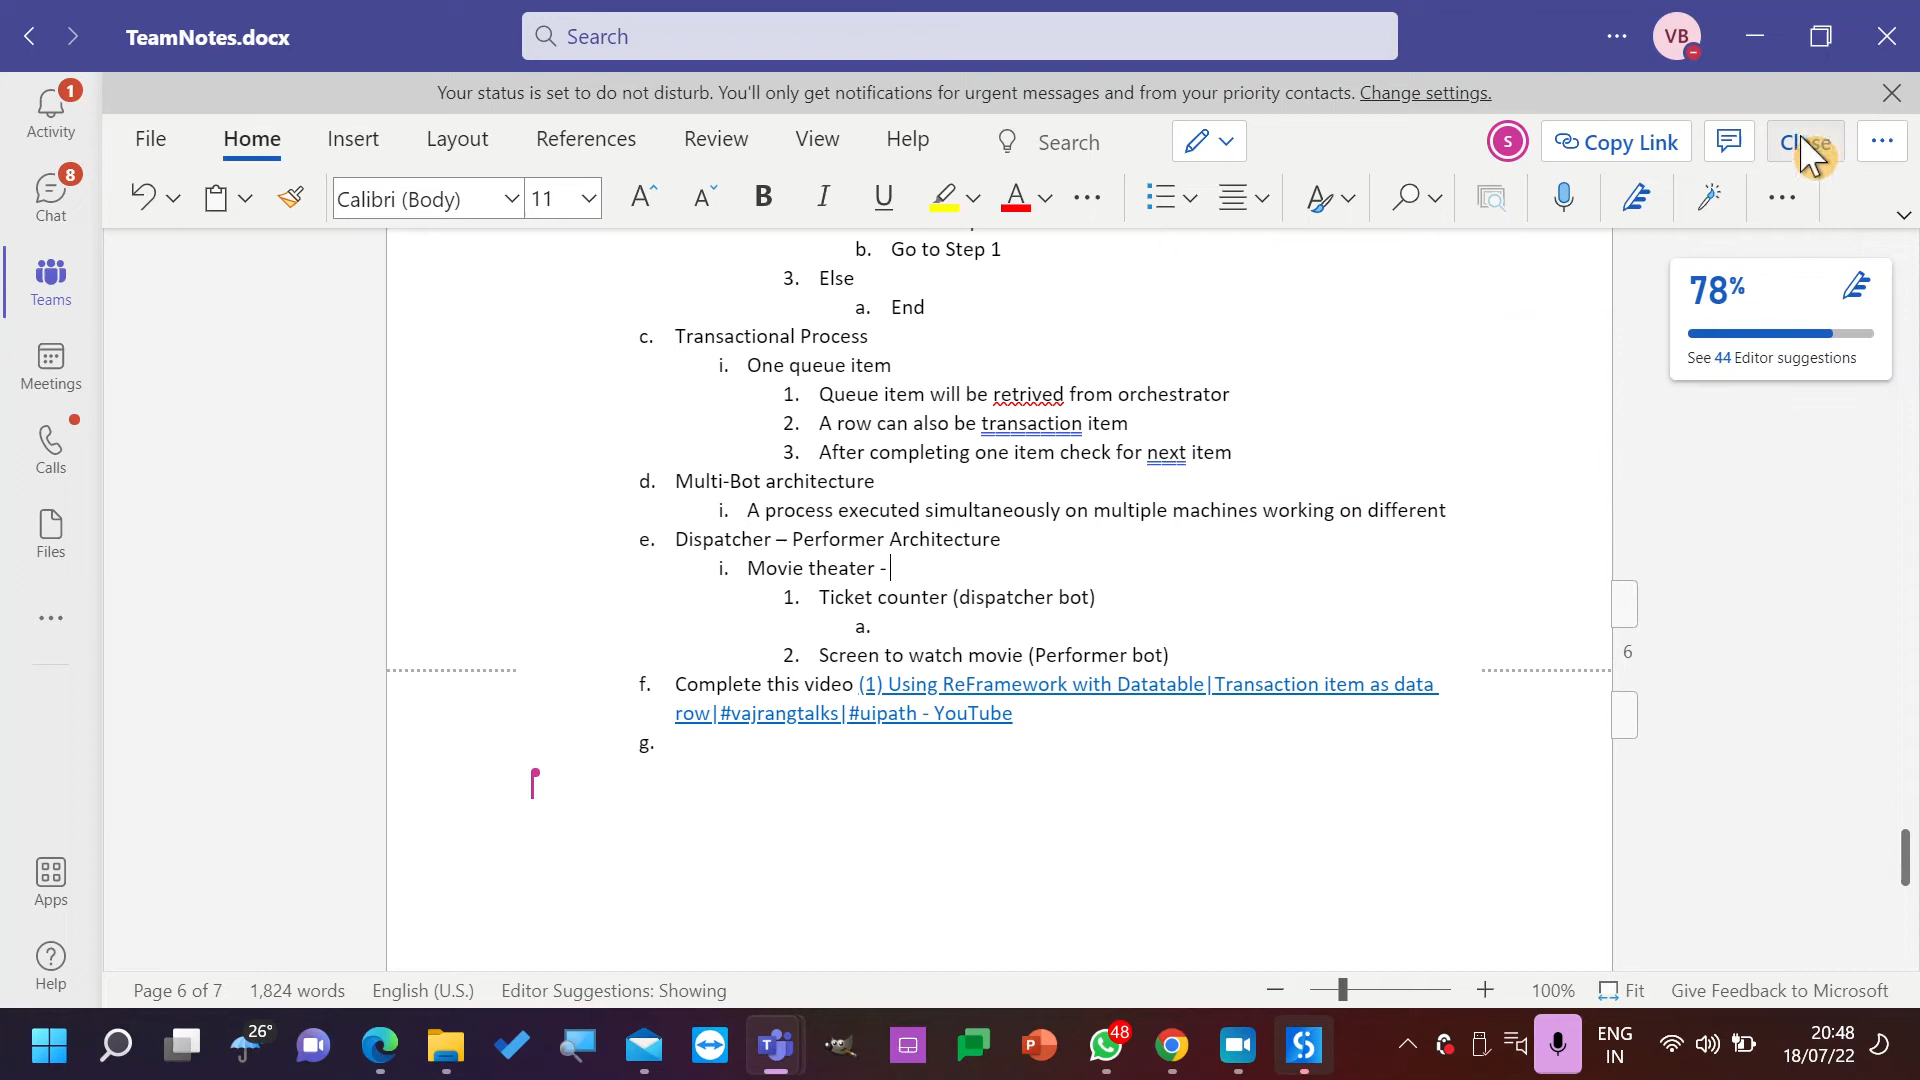 TeamNotes.docx
Search
VB
Your status is set to do not disturb. You'll only get notifications for urgent messages and from your priority contacts. Change settings.
1
Activity
8
Chat
Teams
Meetings
Calls
Files
Apps
Help
File Home Insert Layout References Review View Help Search
S Copy Link
Calibri (Body) 11 A A B I U A
b. Go to Step 1
3. Else
a. End
c. Transactional Process
i. One queue item
1. Queue item will be retrived from orchestrator
2. A row can also be transaction item
3. After completing one item check for next item
d. Multi-Bot architecture
i. A process executed simultaneously on multiple machines working on different
e. Dispatcher – Performer Architecture
i. Movie theater -
1. Ticket counter (dispatcher bot)
a.
2. Screen to watch movie (Performer bot)
f. Complete this video (1) Using ReFramework with Datatable|Transaction item as data
row|#vajrangtalks|#uipath - YouTube
g.
78%
See 44 Editor suggestions
6
Page 6 of 7 1,824 words English (U.S.) Editor Suggestions: Showing 100% Fit Give Feedback to Microsoft
26°
48
ENG
IN
20:48
18/07/22